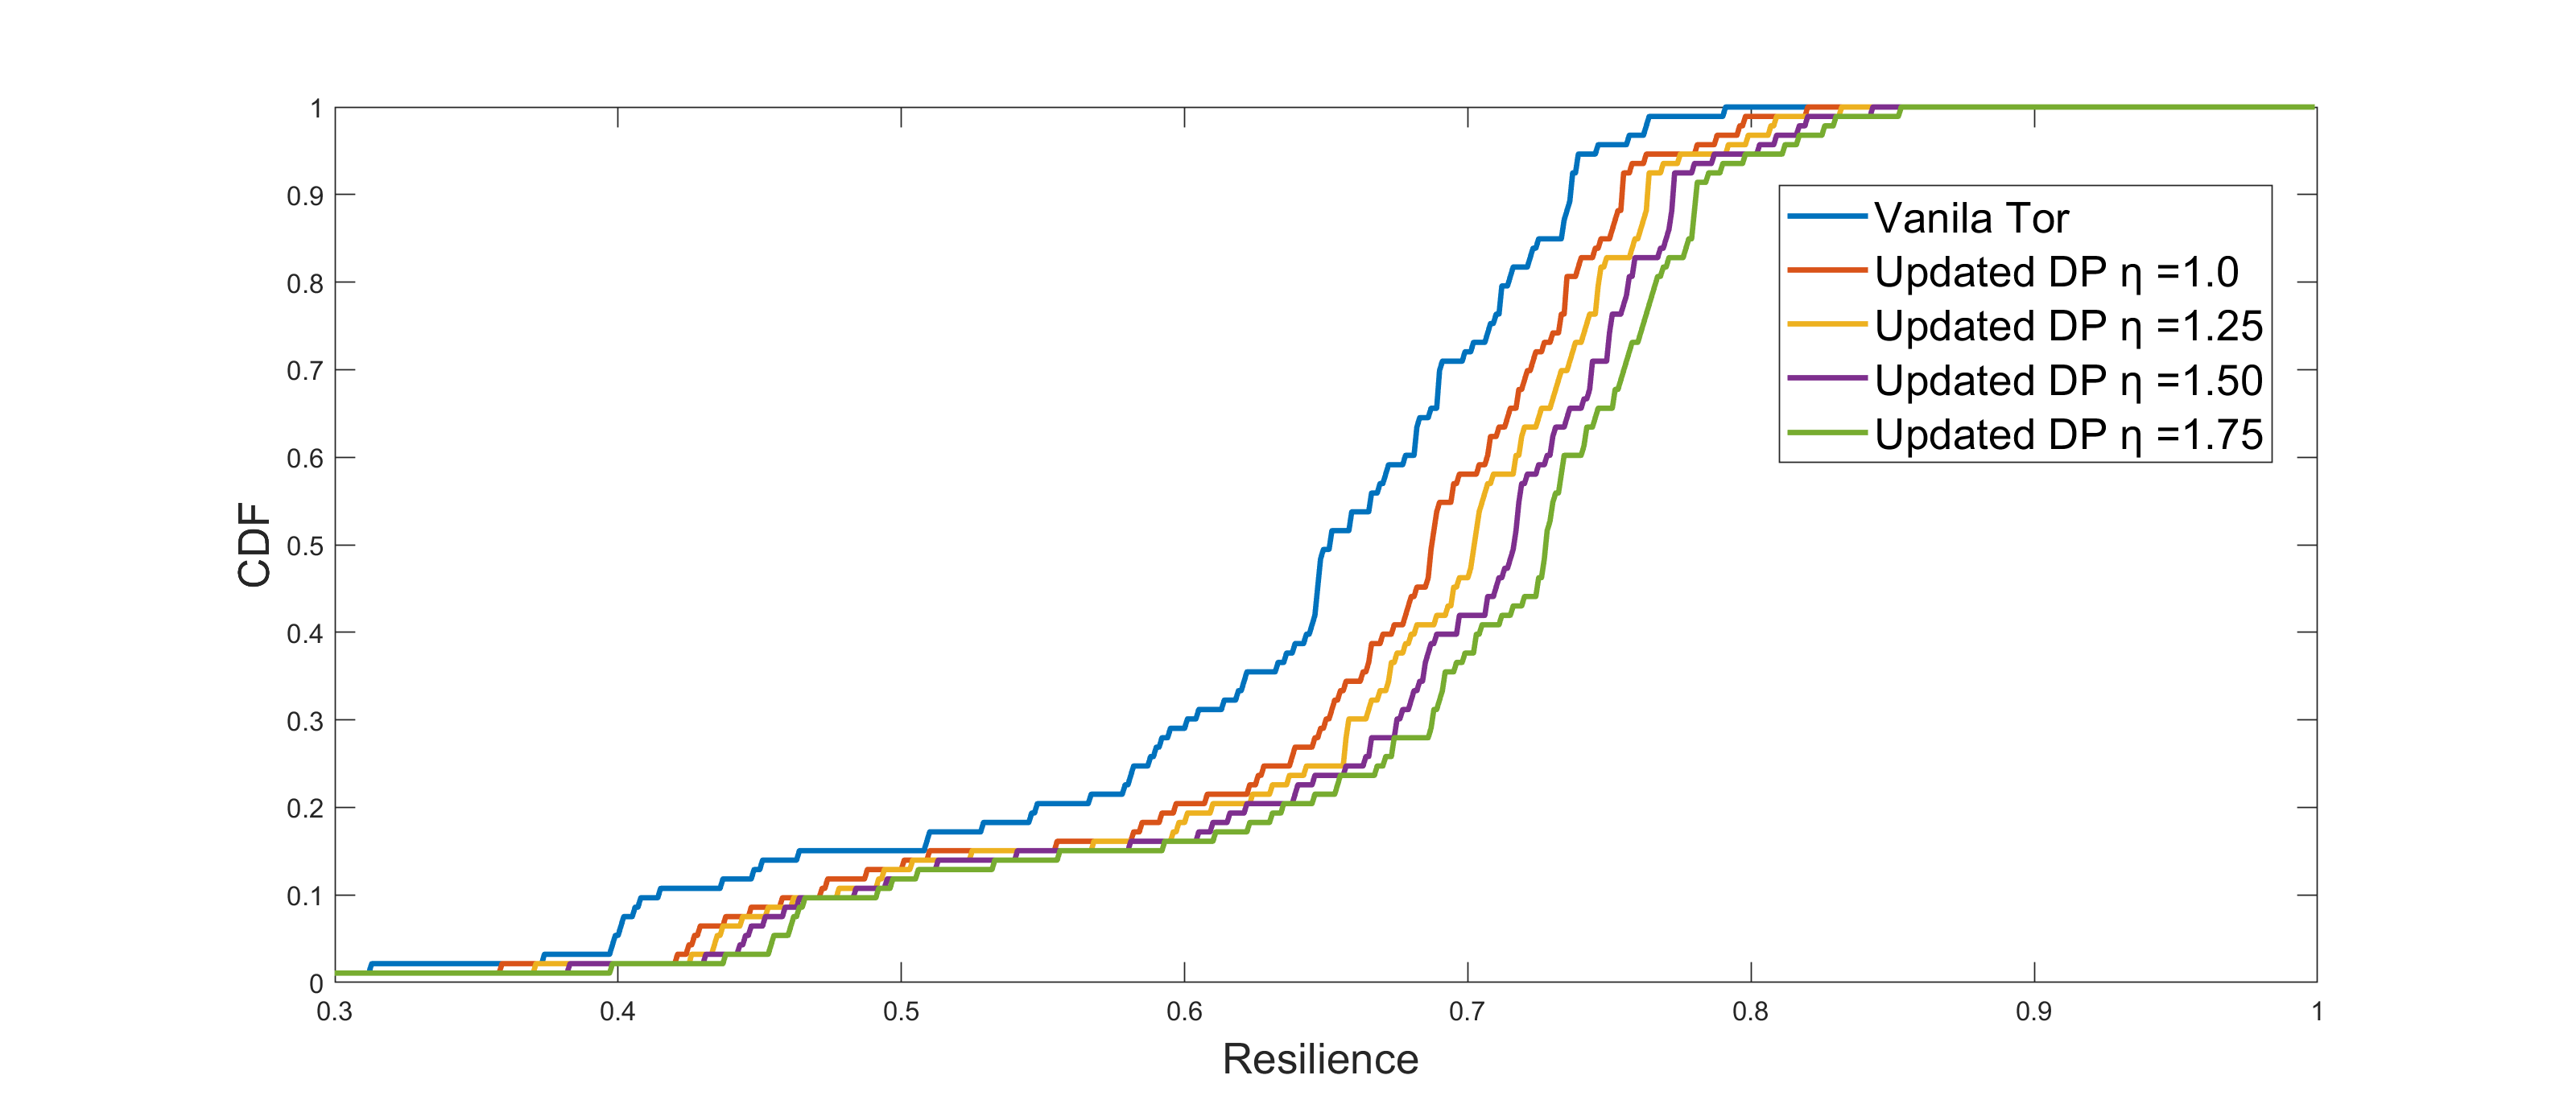 1
0.9
0.8
0.7
0.6
0.5
0.4
0.3
0.2
0.1
0
CDF
Vanila Tor
Updated DP η =1.0
Updated DP η =1.25
Updated DP η =1.50
Updated DP η =1.75
0.3 0.4 0.5 0.6 0.7 0.8 0.9 1
Resilience